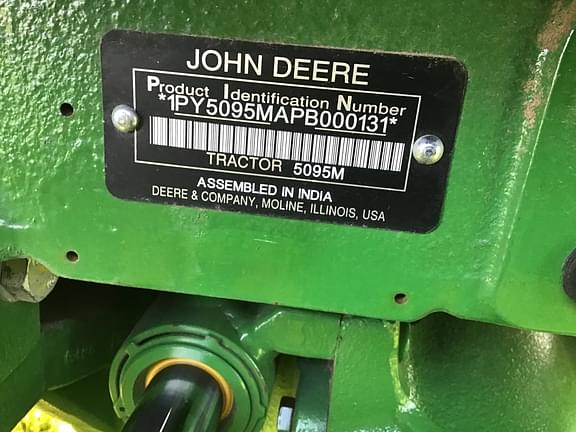 JOHN DEERE
Product Identification Number
*1PY5095MAPB000131*
TRACTOR 5095M
ASSEMBLED IN INDIA
DEERE & COMPANY, MOLINE, ILLINOIS, USA